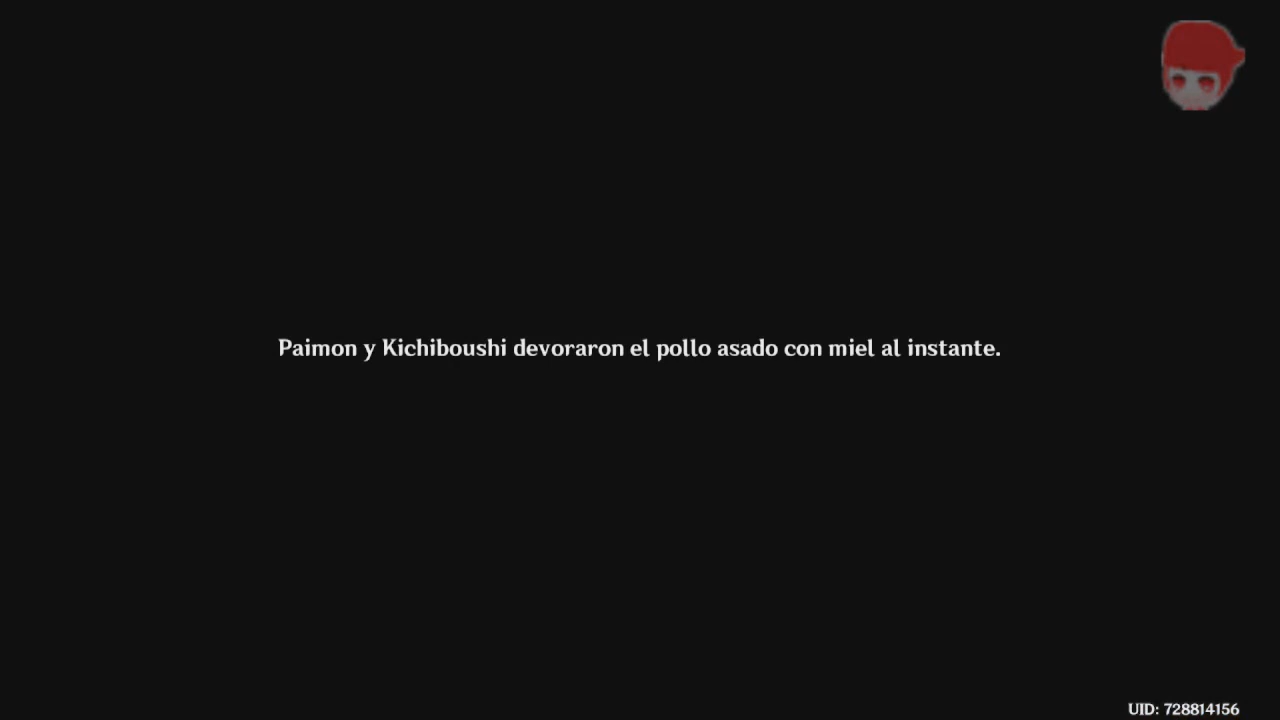 Paimon y Kichiboushi devoraron el pollo asado con miel al instante.
UID: 728814156